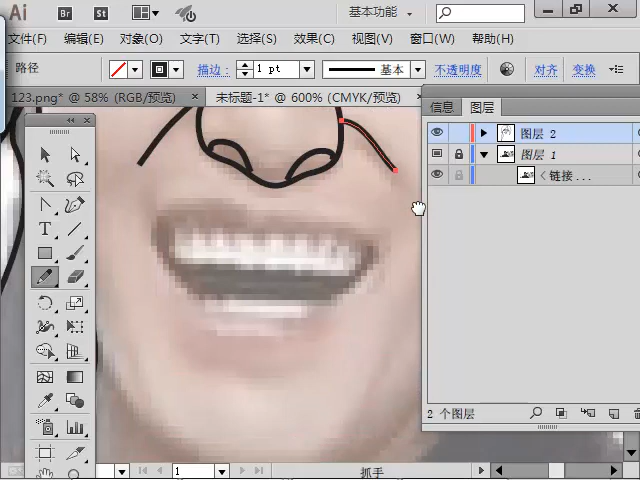 Ai Br St 基本功能
文件(F) 编辑(E) 对象(O) 文字(T) 选择(S) 效果(C) 视图(V) 窗口(W) 帮助(H)
路径 描边: 1 pt 基本 不透明度 对齐 变换
123.png* @ 58% (RGB/预览) × 未标题-1* @ 600% (CMYK/预览) ×
信息 图层
图层 2
图层 1
< 链接...
2 个图层
1 抓手